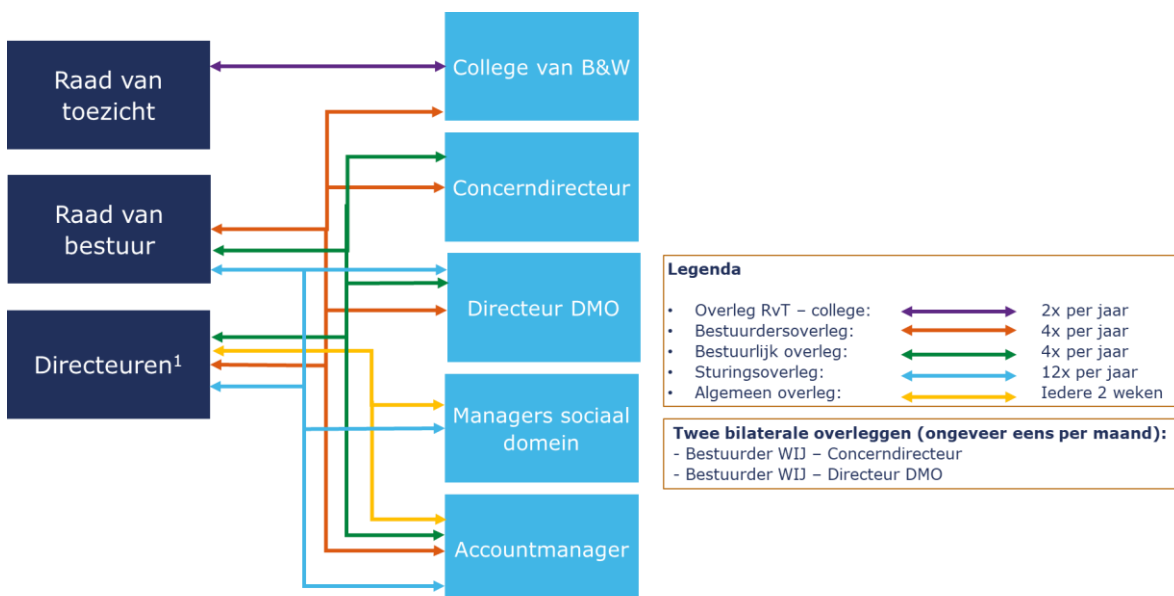 Raad van
toezicht
Raad van
bestuur
Directeuren¹
College van B&W
Concerndirecteur
Directeur DMO
Managers sociaal
domein
Accountmanager
Legenda
• Overleg RvT – college: 2x per jaar
• Bestuurdersoverleg: 4x per jaar
• Bestuurlijk overleg: 4x per jaar
• Sturingsoverleg: 12x per jaar
• Algemeen overleg: Iedere 2 weken
Twee bilaterale overleggen (ongeveer eens per maand):
- Bestuurder WIJ – Concerndirecteur
- Bestuurder WIJ – Directeur DMO